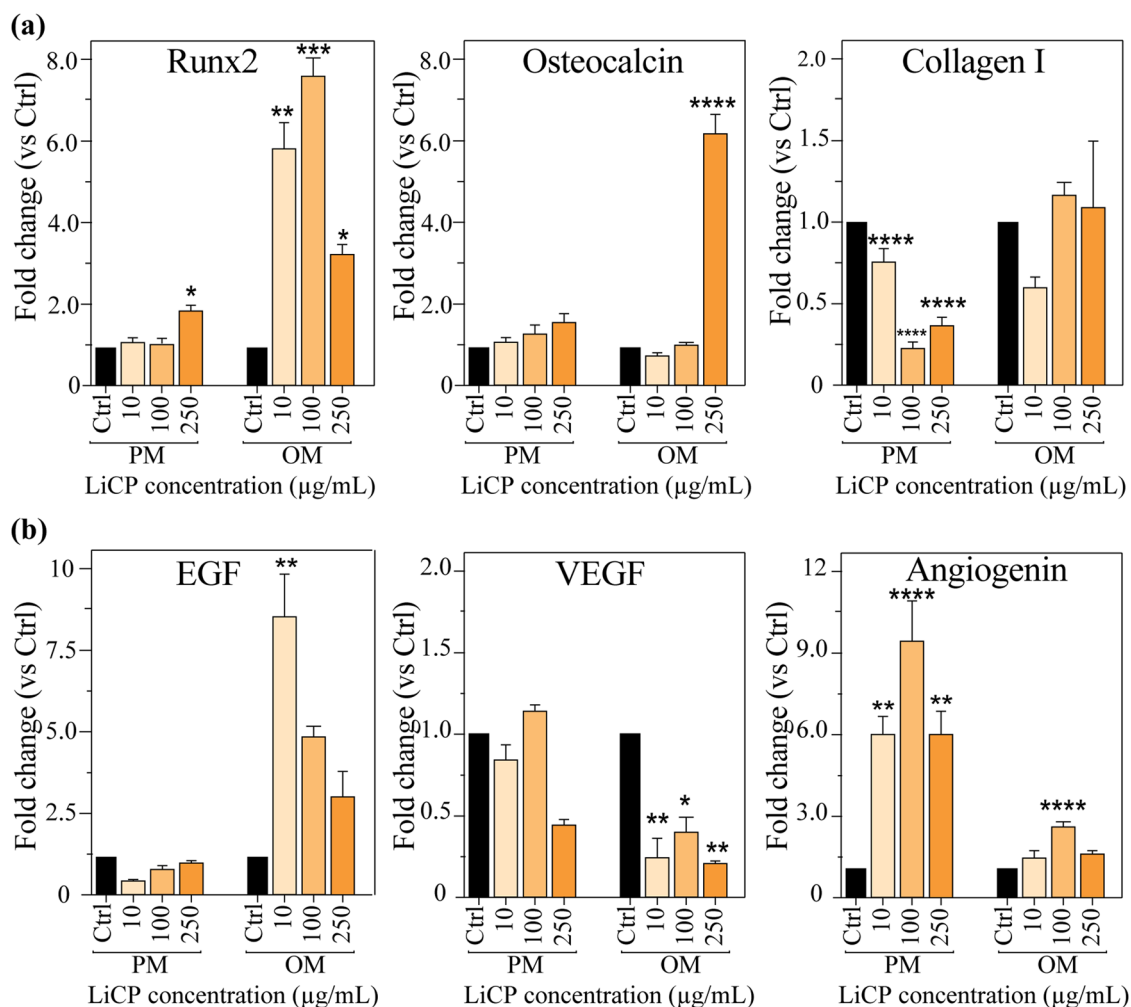 (a)
Runx2
Osteocalcin
Collagen I
Fold change (vs Ctrl)
8.0
6.0
4.0
2.0
0
**
***
*
*
Ctrl 10 100 250 Ctrl 10 100 250
PM OM
LiCP concentration (µg/mL)
Fold change (vs Ctrl)
8.0
6.0
4.0
2.0
0
****
Ctrl 10 100 250 Ctrl 10 100 250
PM OM
LiCP concentration (µg/mL)
Fold change (vs Ctrl)
2.0
1.5
1.0
0.5
0
****
****
****
Ctrl 10 100 250 Ctrl 10 100 250
PM OM
LiCP concentration (µg/mL)
(b)
EGF
VEGF
Angiogenin
Fold change (vs Ctrl)
10
7.5
5.0
2.5
0
**
Ctrl 10 100 250 Ctrl 10 100 250
PM OM
LiCP concentration (µg/mL)
Fold change (vs Ctrl)
2.0
1.5
1.0
0.5
0
**
*
**
Ctrl 10 100 250 Ctrl 10 100 250
PM OM
LiCP concentration (µg/mL)
Fold change (vs Ctrl)
12
9.0
6.0
3.0
0
**
****
**
****
Ctrl 10 100 250 Ctrl 10 100 250
PM OM
LiCP concentration (µg/mL)